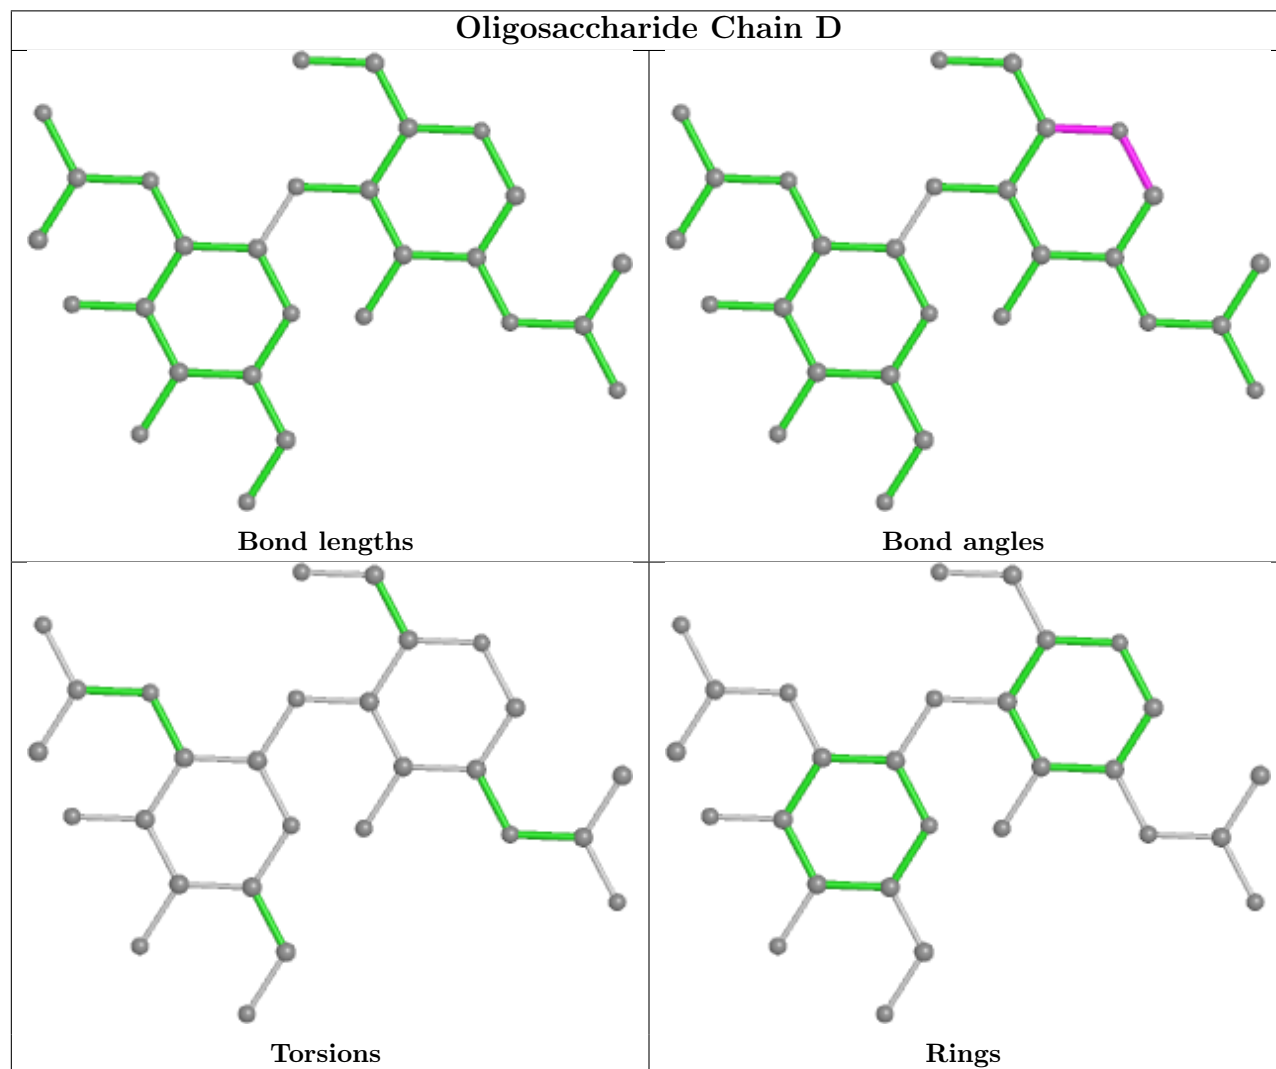 Oligosaccharide Chain D
Bond lengths
Bond angles
Torsions
Rings